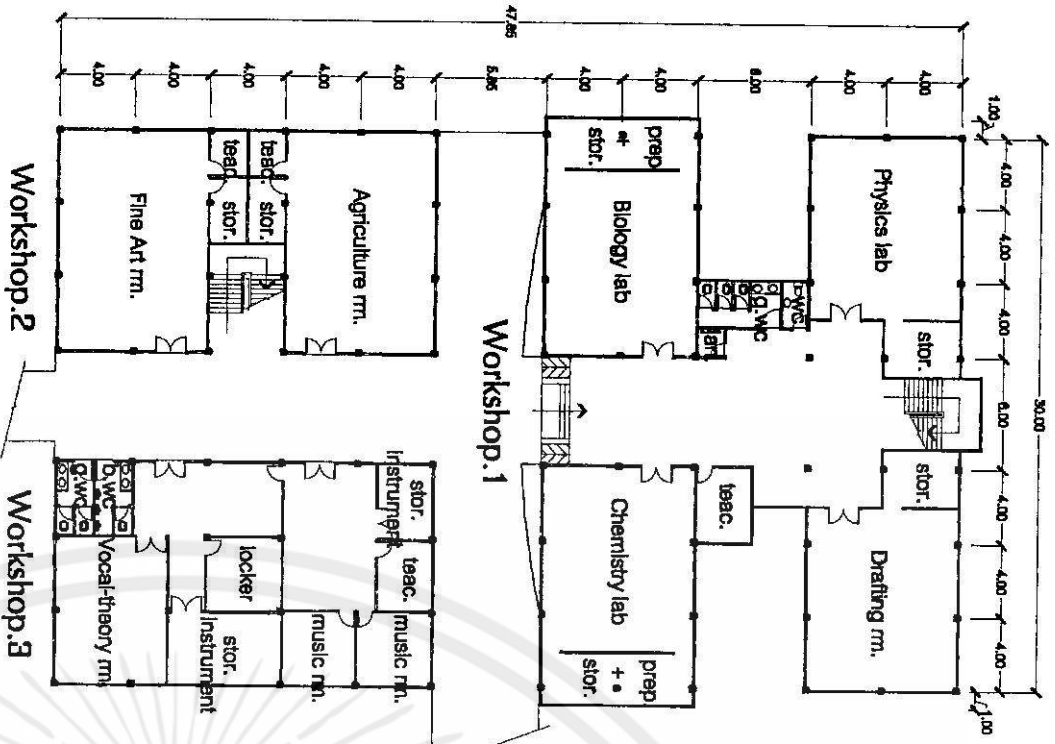 30.00
1.00 4.00 4.00 4.00 6.00 4.00 4.00 4.00 1.00
47.85
4.00
4.00
6.00
4.00
4.00
5.85
4.00
4.00
4.00
4.00
4.00
Physics lab
stor.
stor.
Drafting rm.
wc
g.wc
teac.
prep
+
stor.
Biology lab
Chemistry lab
prep
+
stor.
Workshop.1
Agriculture rm.
teac. stor.
teac. stor.
Fine Art rm.
Workshop.2
stor.
instrument
teac.
music rm.
music rm.
locker
stor.
instrument
b.wc
g.wc
Vocal-theory rm.
Workshop.3